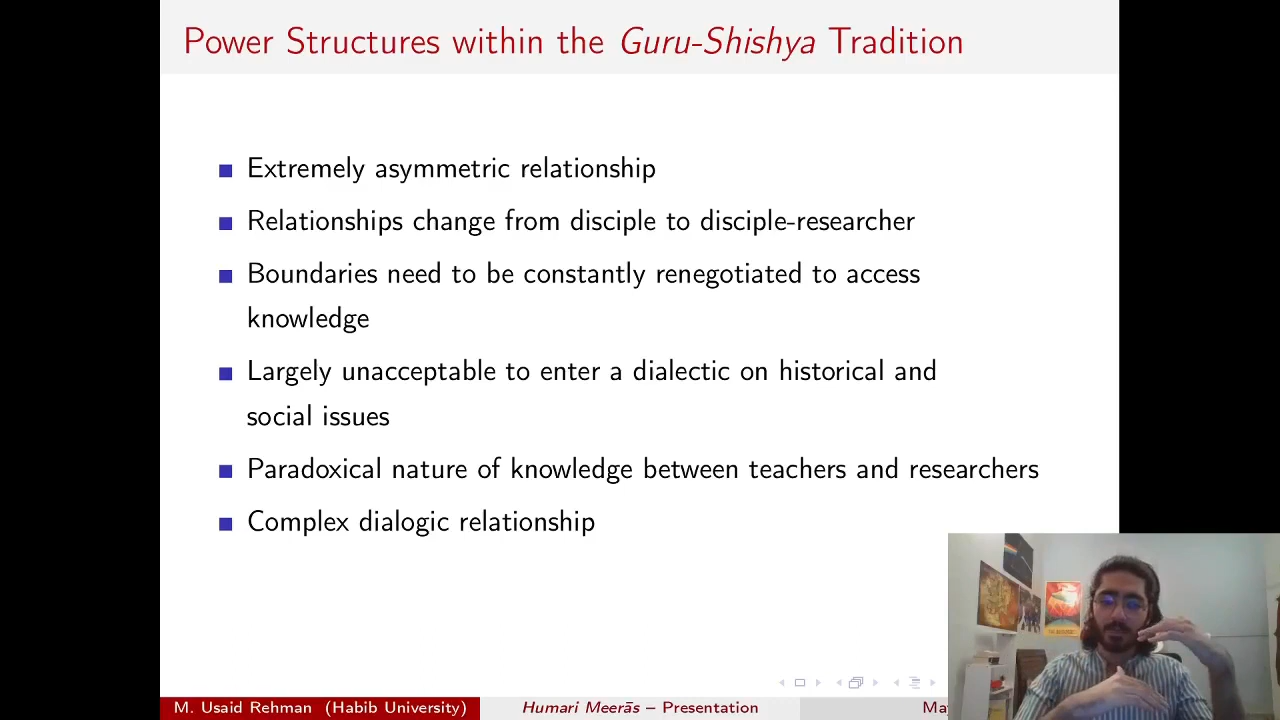 Power Structures within the Guru-Shishya Tradition
Extremely asymmetric relationship
Relationships change from disciple to disciple-researcher
Boundaries need to be constantly renegotiated to access
knowledge
Largely unacceptable to enter a dialectic on historical and
social issues
Paradoxical nature of knowledge between teachers and researchers
Complex dialogic relationship
M. Usaid Rehman (Habib University)
Humari Meerās – Presentation